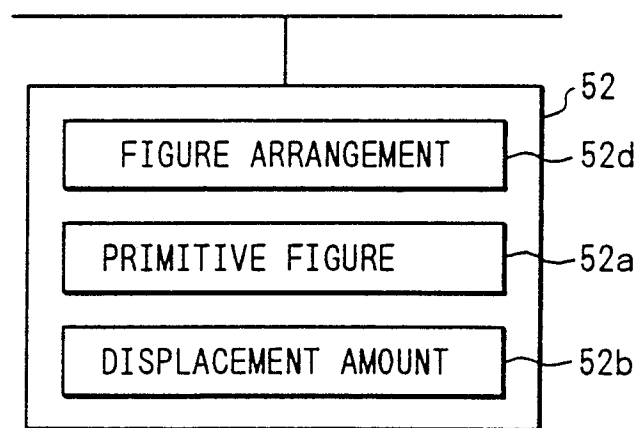 52
FIGURE ARRANGEMENT 52d
PRIMITIVE FIGURE 52a
DISPLACEMENT AMOUNT 52b